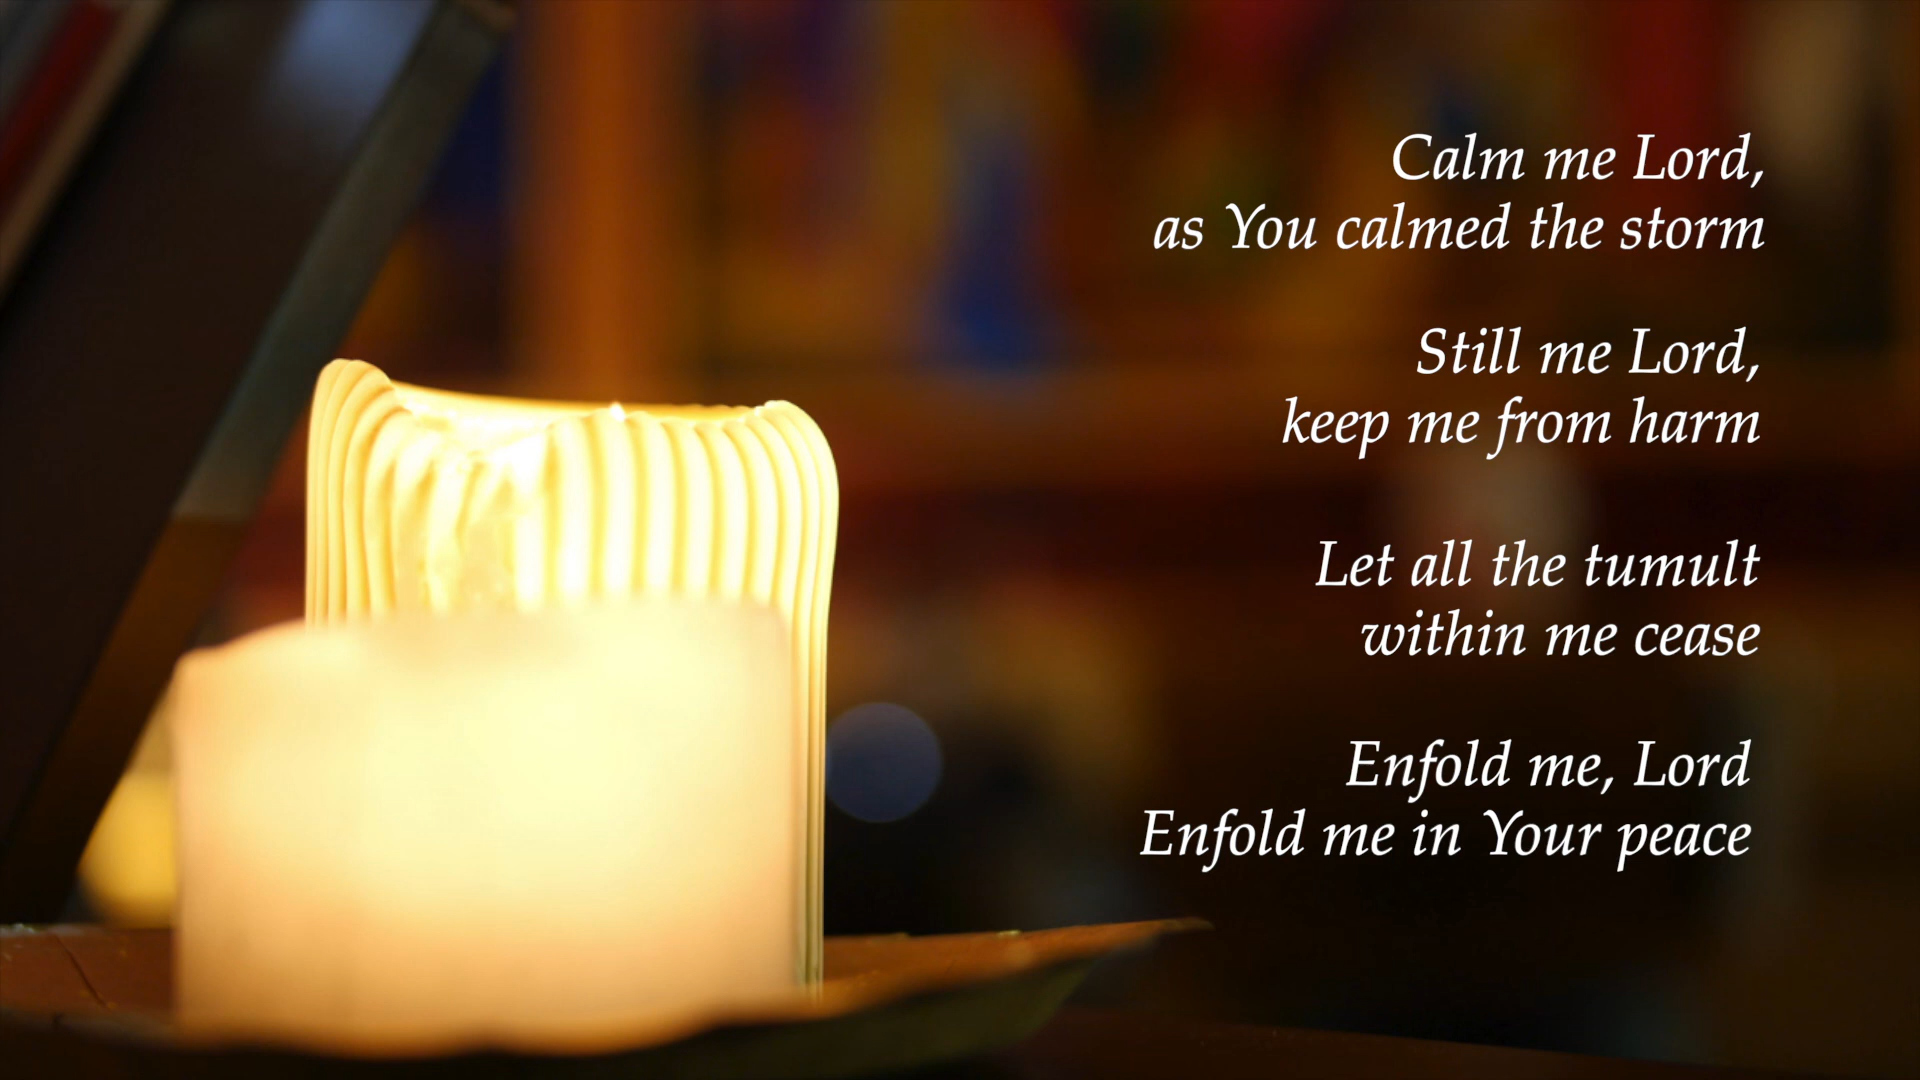 Calm me Lord,
as You calmed the storm
Still me Lord,
keep me from harm
Let all the tumult
within me cease
Enfold me, Lord
Enfold me in Your peace